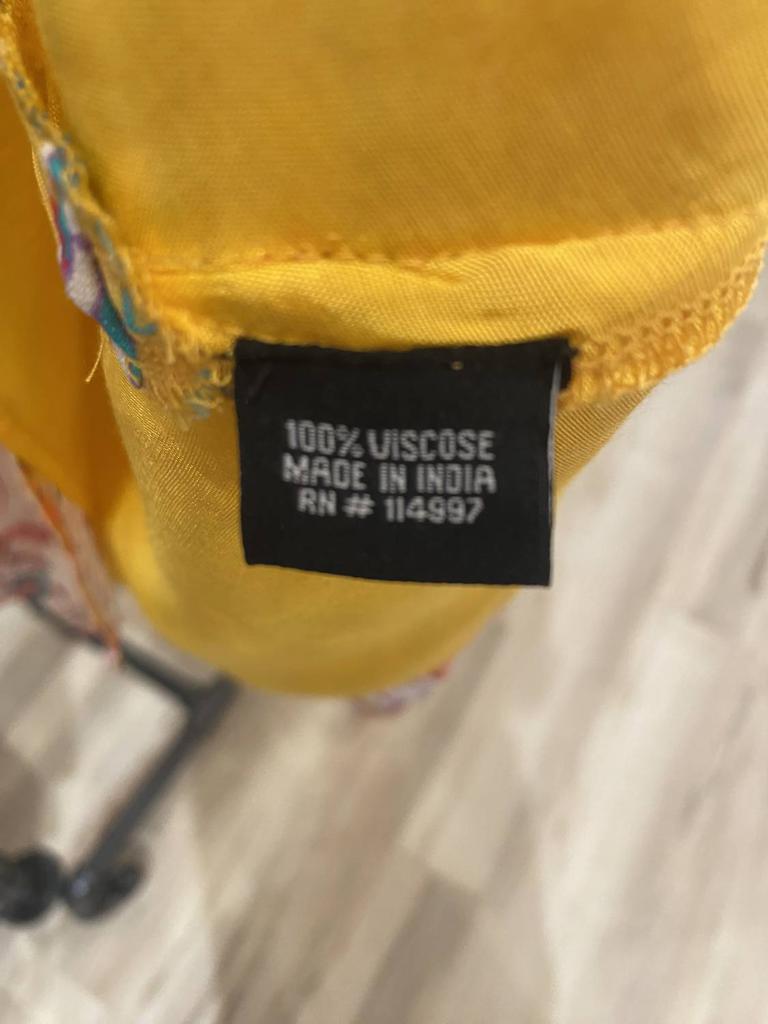 100% VISCOSE
MADE IN INDIA
RN # 114997